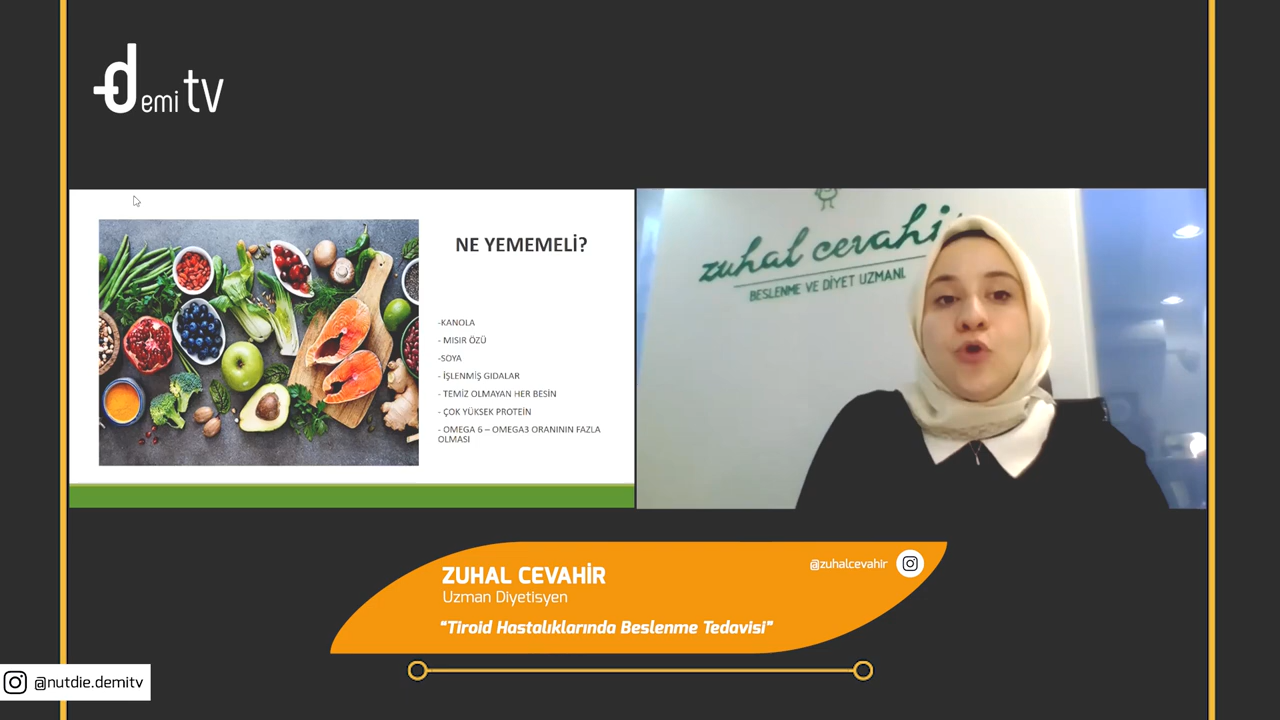 demi tv
NE YEMEMELİ?
-KANOLA
- MISIR ÖZÜ
-SOYA
- İŞLENMİŞ GIDALAR
- TEMİZ OLMAYAN HER BESİN
- ÇOK YÜKSEK PROTEİN
- OMEGA 6 – OMEGA3 ORANININ FAZLA
OLMASI
zuhal cevahir
BESLENME VE DİYET UZMANI
ZUHAL CEVAHİR
@zuhalcevahir
Uzman Diyetisyen
“Tiroid Hastalıklarında Beslenme Tedavisi”
@nutdie.demitv